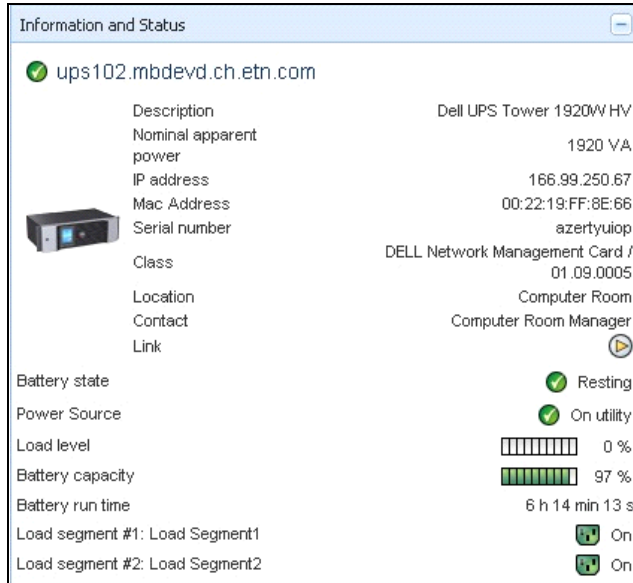 Information and Status
ups102.mbdevd.ch.etn.com
Description Dell UPS Tower 1920W HV
Nominal apparent power 1920 VA
IP address 166.99.250.67
Mac Address 00:22:19:FF:8E:66
Serial number azertyuiop
Class DELL Network Management Card / 01.09.0005
Location Computer Room
Contact Computer Room Manager
Link
Battery state Resting
Power Source On utility
Load level 0 %
Battery capacity 97 %
Battery run time 6 h 14 min 13 s
Load segment #1: Load Segment1 On
Load segment #2: Load Segment2 On